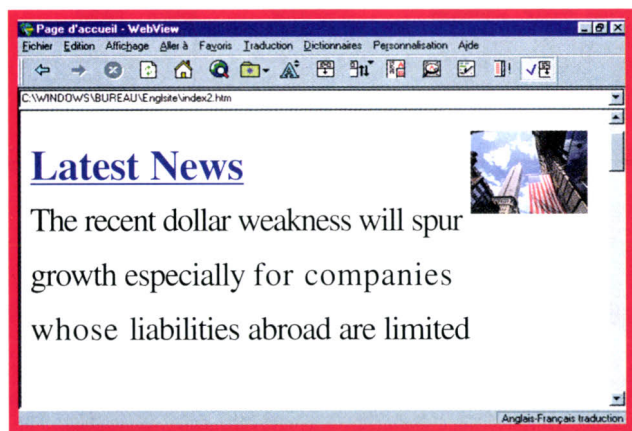 Page d'accueil - WebView
Fichier Edition Affichage Aller à Favoris Traduction Dictionnaires Personnalisation Ajde
C:\WINDOWS\BUREAU\Englsite\index2.htm
Latest News
The recent dollar weakness will spur
growth especially for companies
whose liabilities abroad are limited
Anglais-Français traduction